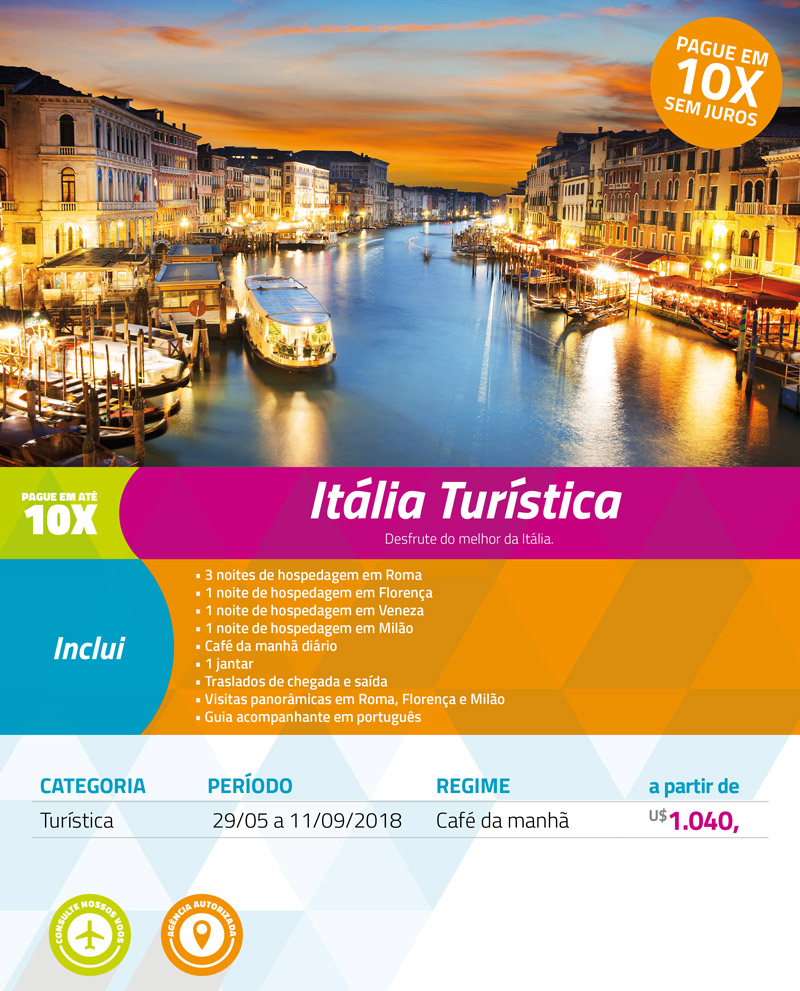 PAGUE EM
10X
SEM JUROS
PAGUE EM ATÉ
10X
Itália Turística
Desfrute do melhor da Itália.
Inclui
• 3 noites de hospedagem em Roma
• 1 noite de hospedagem em Florença
• 1 noite de hospedagem em Veneza
• 1 noite de hospedagem em Milão
• Café da manhã diário
• 1 jantar
• Traslados de chegada e saída
• Visitas panorâmicas em Roma, Florença e Milão
• Guia acompanhante em português
CATEGORIA PERÍODO REGIME a partir de
Turística 29/05 a 11/09/2018 Café da manhã U$1.040,
CONSULTE NOSSOS VOOS
AGÊNCIA AUTORIZADA